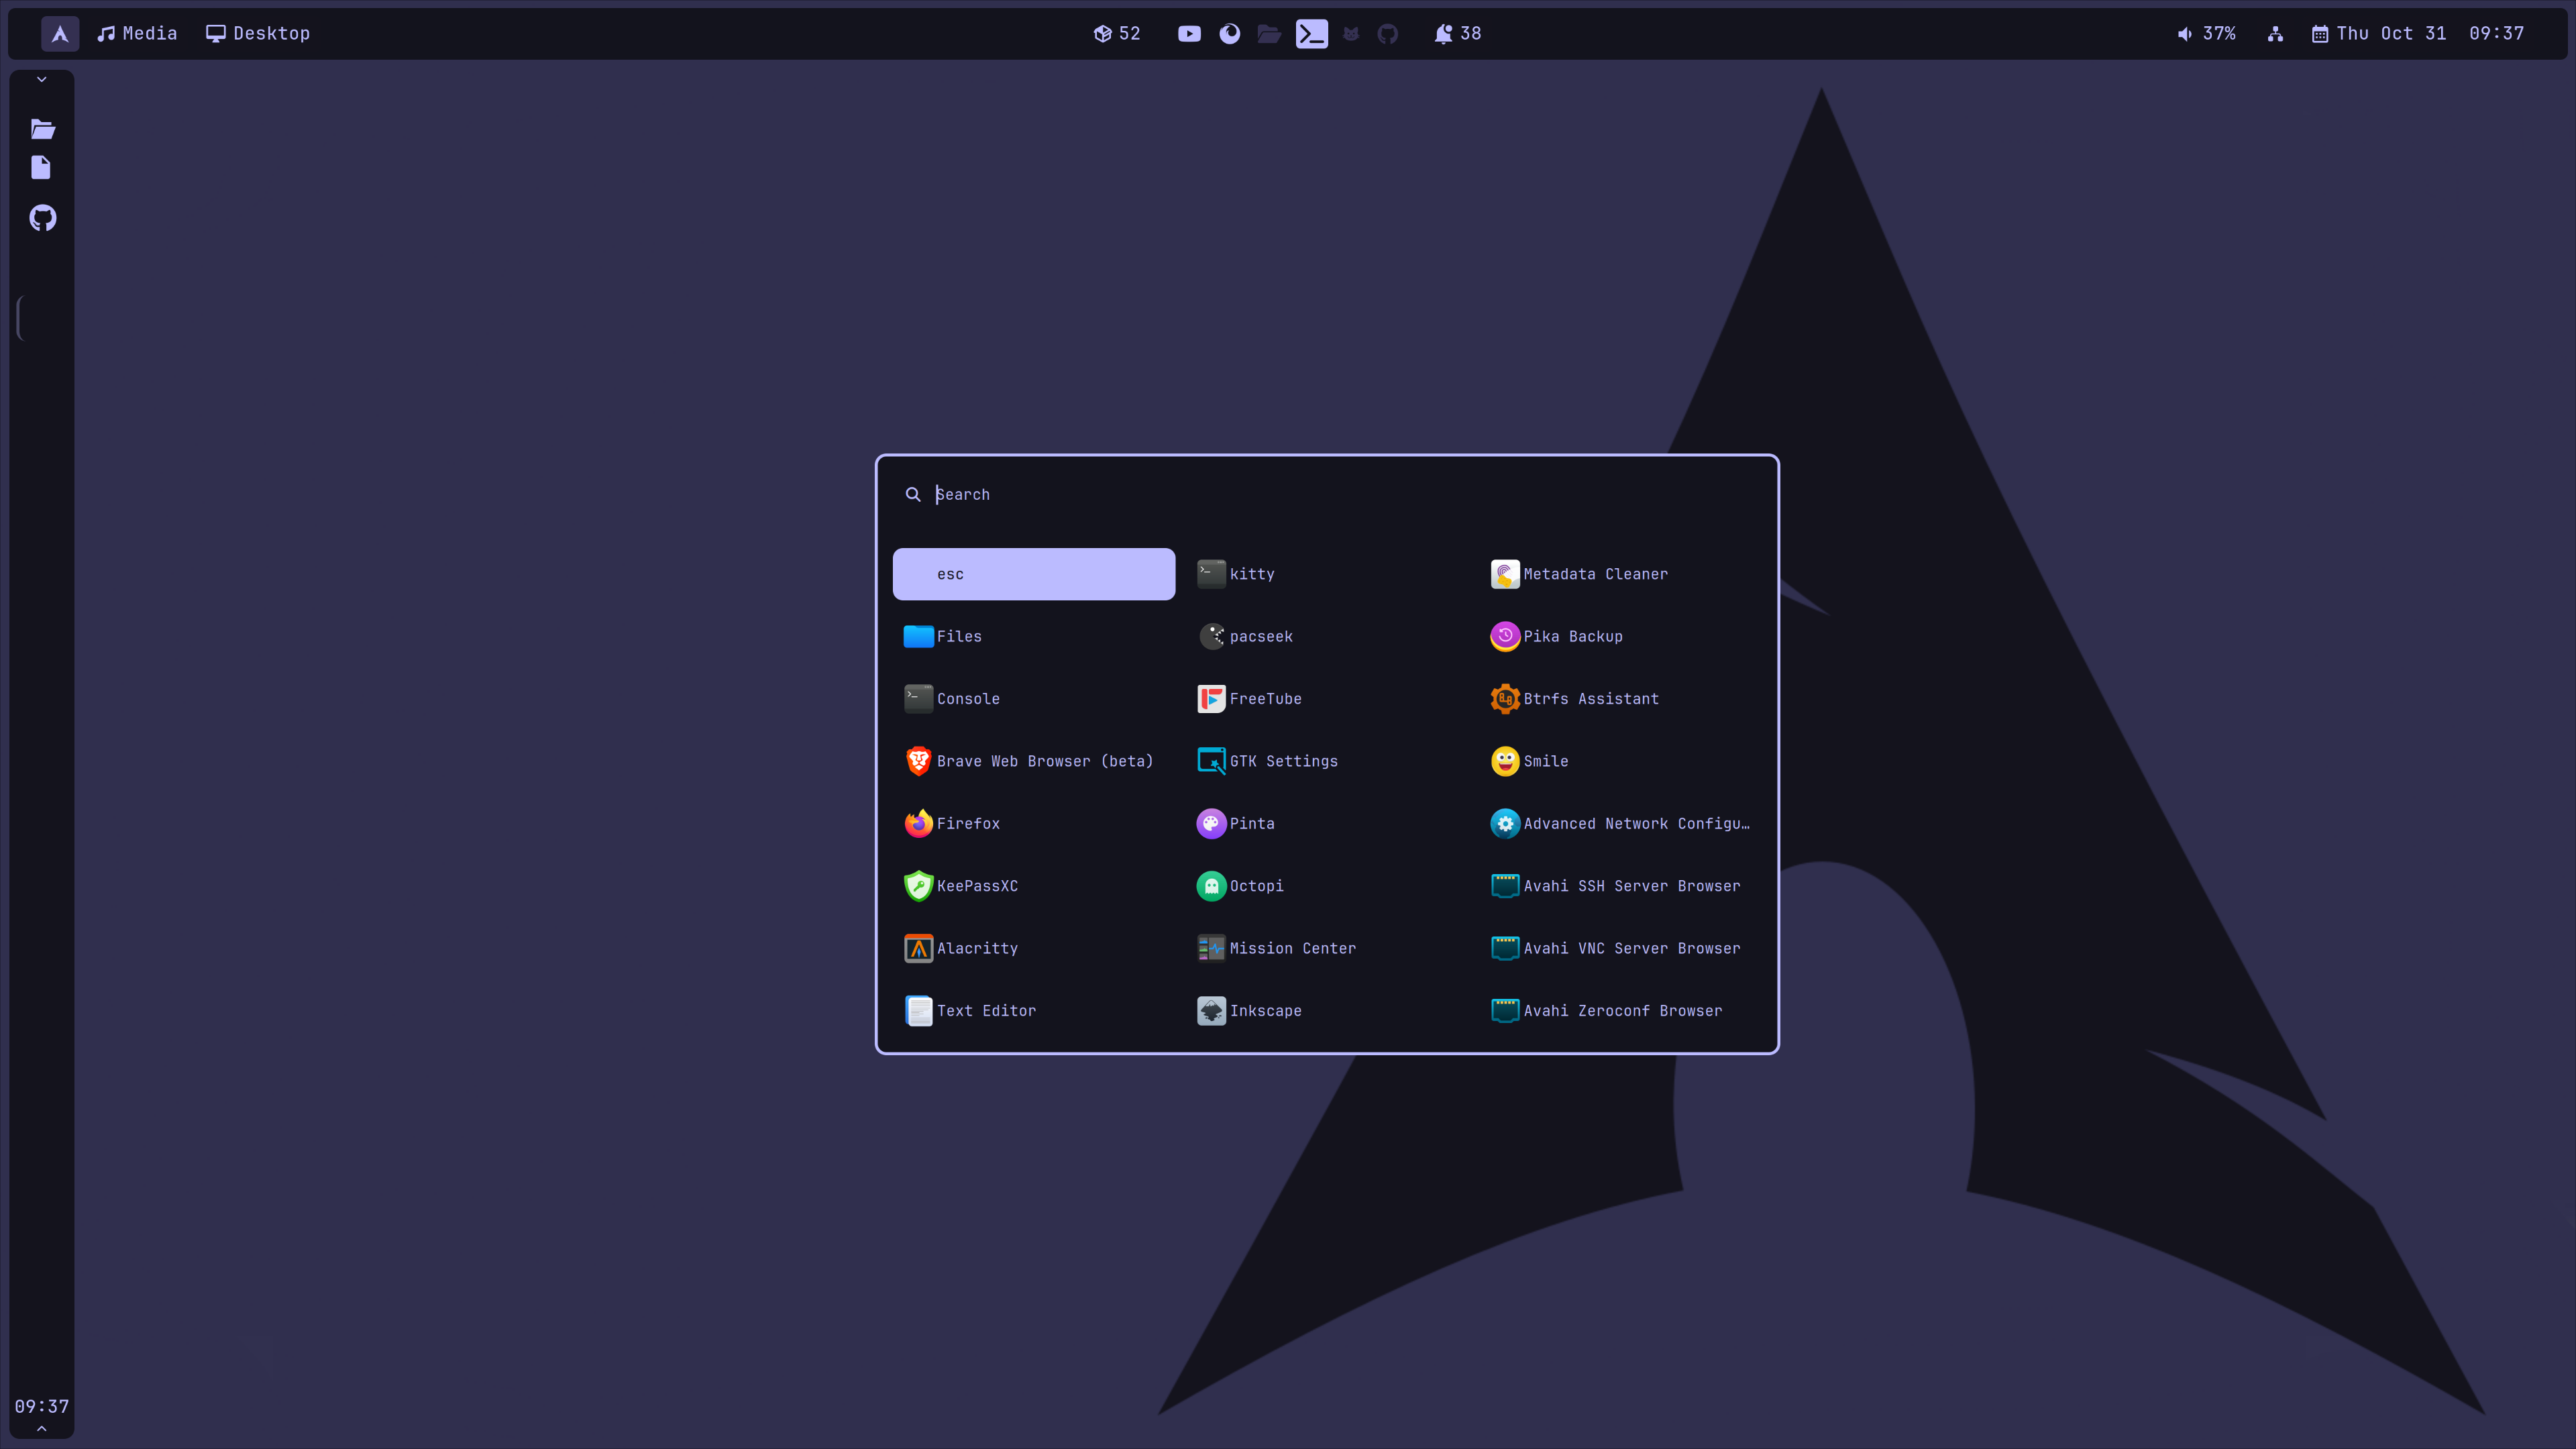 Media Desktop 52 38 37% Thu Oct 31 09:37
Search
esc kitty Metadata Cleaner
Files pacseek Pika Backup
Console FreeTube Btrfs Assistant
Brave Web Browser (beta) GTK Settings Smile
Firefox Pinta Advanced Network Configu…
KeePassXC Octopi Avahi SSH Server Browser
Alacritty Mission Center Avahi VNC Server Browser
Text Editor Inkscape Avahi Zeroconf Browser
09:37